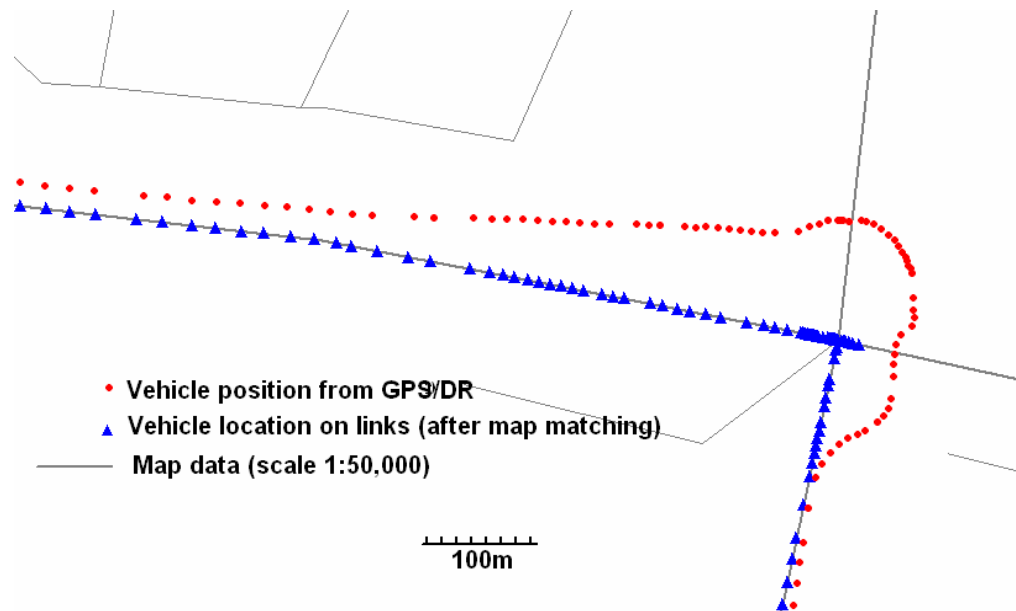 Vehicle position from GPS/DR
Vehicle location on links (after map matching)
Map data (scale 1:50,000)
100m